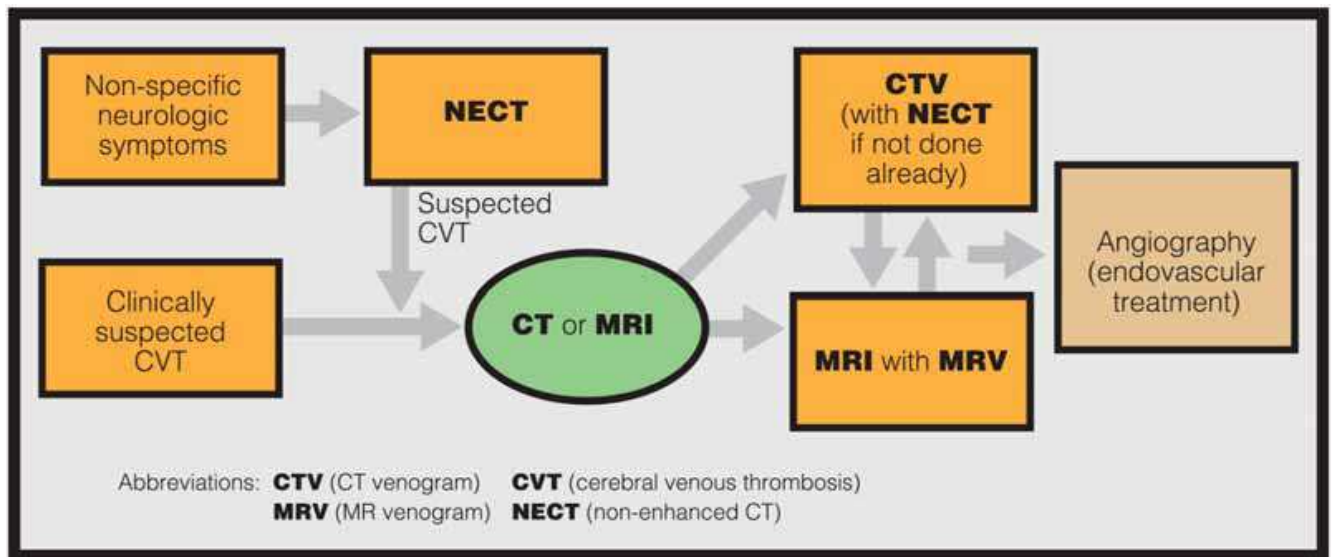 Non-specific
neurologic
symptoms
NECT
Suspected
CVT
Clinically
suspected
CVT
CT or MRI
CTV
(with NECT
if not done
already)
MRI with MRV
Angiography
(endovascular
treatment)
Abbreviations: CTV (CT venogram) CVT (cerebral venous thrombosis)
MRV (MR venogram) NECT (non-enhanced CT)